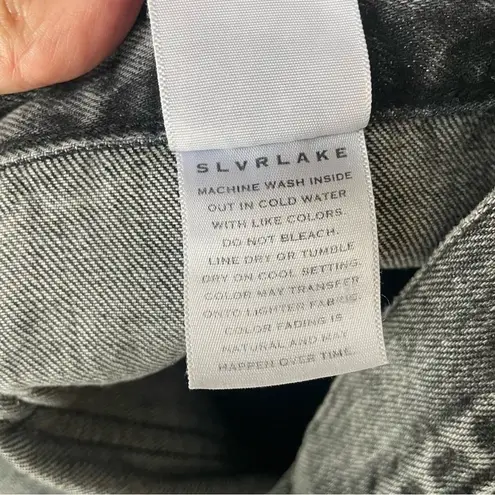 SLVRLAKE
MACHINE WASH INSIDE
OUT IN COLD WATER
WITH LIKE COLORS.
DO NOT BLEACH.
LINE DRY OR TUMBLE
DRY ON COOL SETTING.
COLOR MAY TRANSFER
ONTO LIGHTER FABRIC.
COLOR FADING IS
NATURAL AND MAY
HAPPEN OVER TIME.